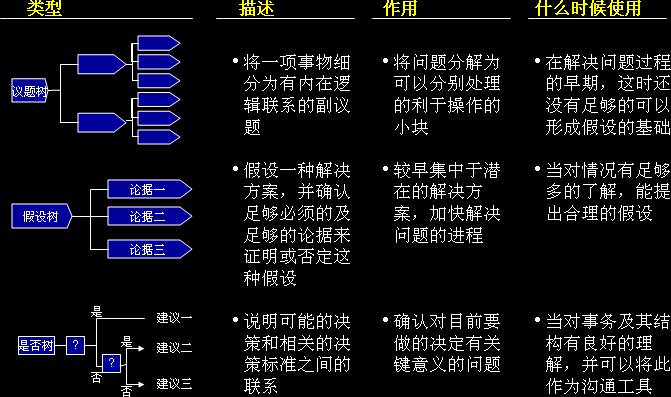 类型 描述 作用 什么时候使用
议题树
• 将一项事物细
分为有内在逻
辑联系的副议
题
• 将问题分解为
可以分别处理
的利于操作的
小块
• 在解决问题过程
的早期，这时还
没有足够的可以
形成假设的基础
假设树
论据一
论据二
论据三
• 假设一种解决
方案，并确认
足够必须的及
足够的论据来
证明或否定这
种假设
• 较早集中于潜
在的解决方
案，加快解决
问题的进程
• 当对情况有足够
多的了解，能提
出合理的假设
是否树
?
是
否
?
是
否
建议一
建议二
建议三
• 说明可能的决
策和相关的决
策标准之间的
联系
• 确认对目前要
做的决定有关
键意义的问题
• 当对事务及其结
构有良好的理
解，并可以将此
作为沟通工具